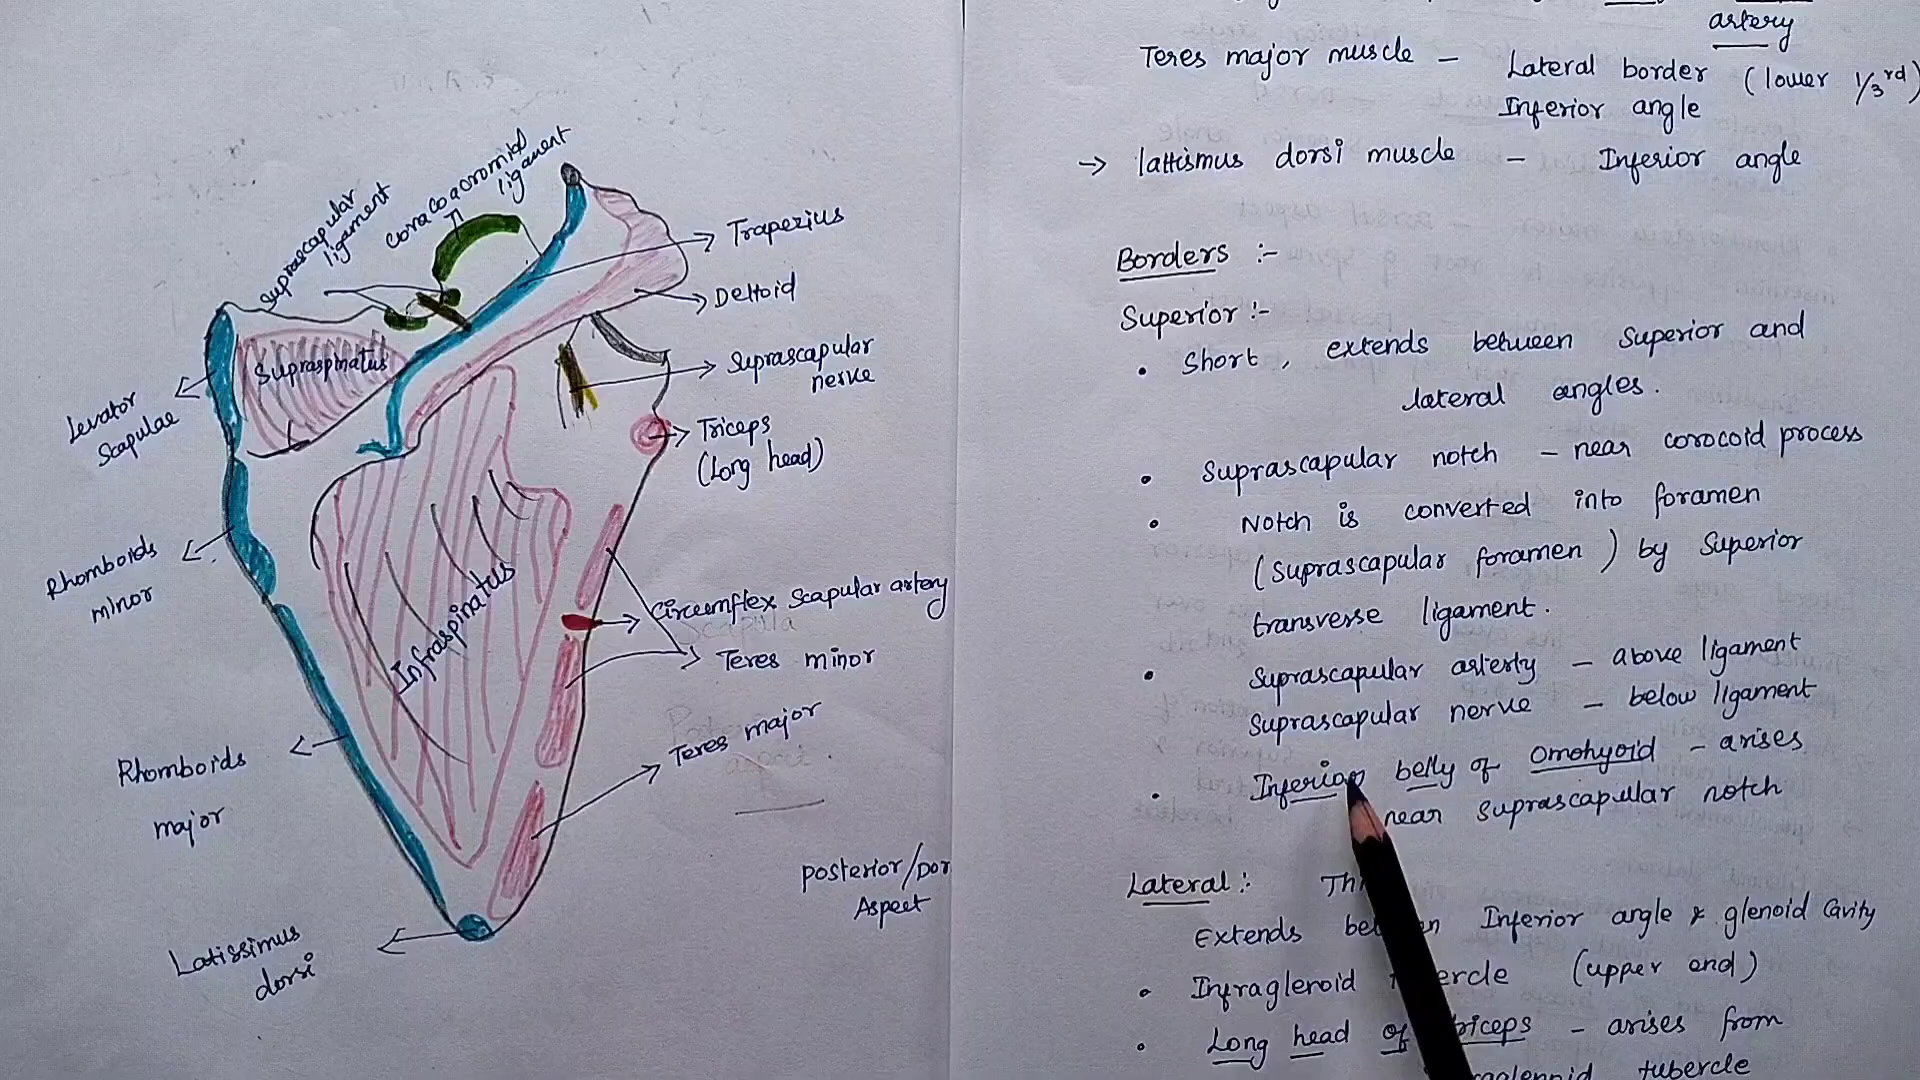 suprascapular
ligament
coracoacromid
ligament
Trapezius
Deltoid
Suprascapular
nerve
Supraspinatus
Levator
Scapulae
Triceps
(Long head)
Rhomboids
minor
Infraspinatus
Circumflex Scapular artery
Scapula
Teres minor
Teres major
Rhomboids
major
posterior/Dor
Aspect
Latissimus
dorsi
artery
Teres major muscle - Lateral border (lower 1/3rd)
Inferior angle
→ lattismus dorsi muscle - Inferior angle
Borders :-
Superior :-
• Short, extends between Superior and
lateral angles.
• Suprascapular notch - near corocoid process
• Notch is converted into foramen
(Suprascapular foramen) by Superior
transverse ligament.
• Suprascapular arterty - above ligament
Suprascapular nerve - below ligament
• Inferior belly of Omohyoid - arises
near Suprascapular notch
Lateral :-
Extends Inferior angle & glenoid Cavity
• Infraglenoid (upper end)
• Long head of - arises from
tubercle